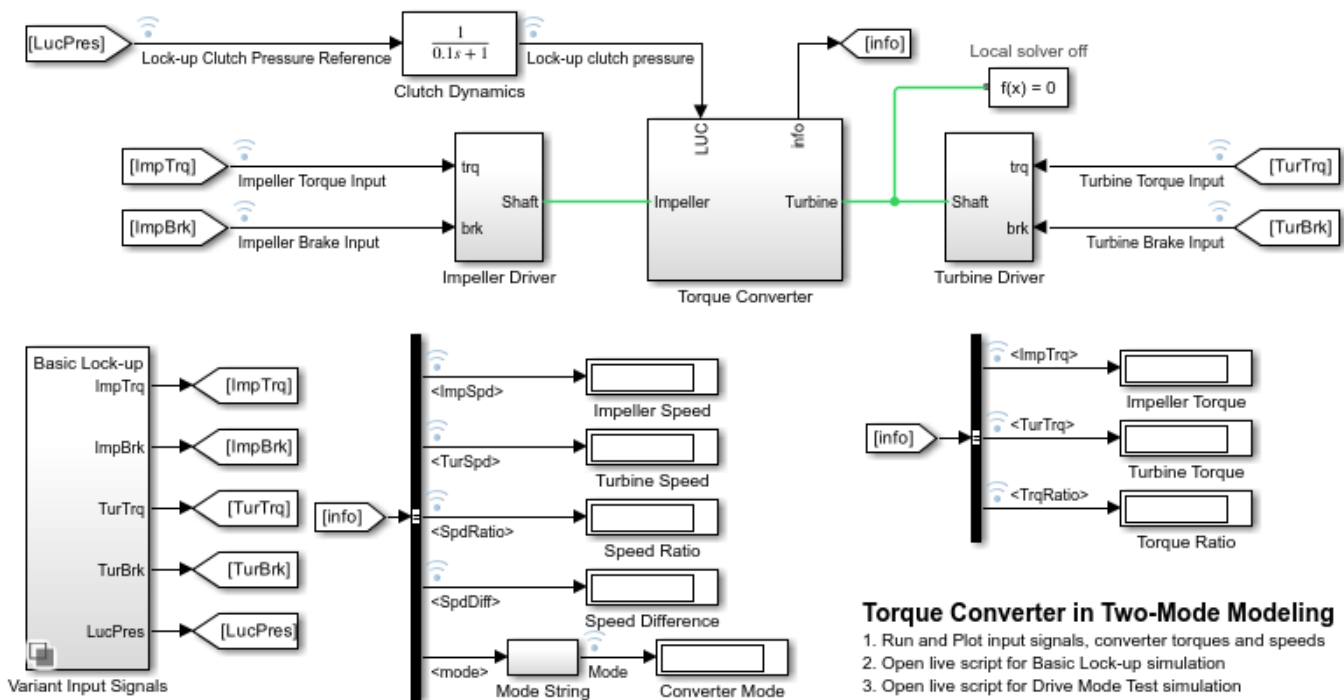 [LucPres]
Lock-up Clutch Pressure Reference
1
0.1s + 1
Clutch Dynamics
Lock-up clutch pressure
[info]
Local solver off
f(x) = 0
[ImpTrq]
Impeller Torque Input
[ImpBrk]
Impeller Brake Input
trq
Shaft
brk
Impeller Driver
LUC
info
Impeller
Turbine
Torque Converter
trq
Shaft
brk
Turbine Driver
Turbine Torque Input
[TurTrq]
Turbine Brake Input
[TurBrk]
Basic Lock-up
ImpTrq
[ImpTrq]
ImpBrk
[ImpBrk]
TurTrq
[TurTrq]
TurBrk
[TurBrk]
LucPres
[LucPres]
Variant Input Signals
[info]
<ImpSpd>
Impeller Speed
<TurSpd>
Turbine Speed
<SpdRatio>
Speed Ratio
<SpdDiff>
Speed Difference
<mode>
Mode String
Mode
Converter Mode
[info]
<ImpTrq>
Impeller Torque
<TurTrq>
Turbine Torque
<TrqRatio>
Torque Ratio
Torque Converter in Two-Mode Modeling
1. Run and Plot input signals, converter torques and speeds
2. Open live script for Basic Lock-up simulation
3. Open live script for Drive Mode Test simulation